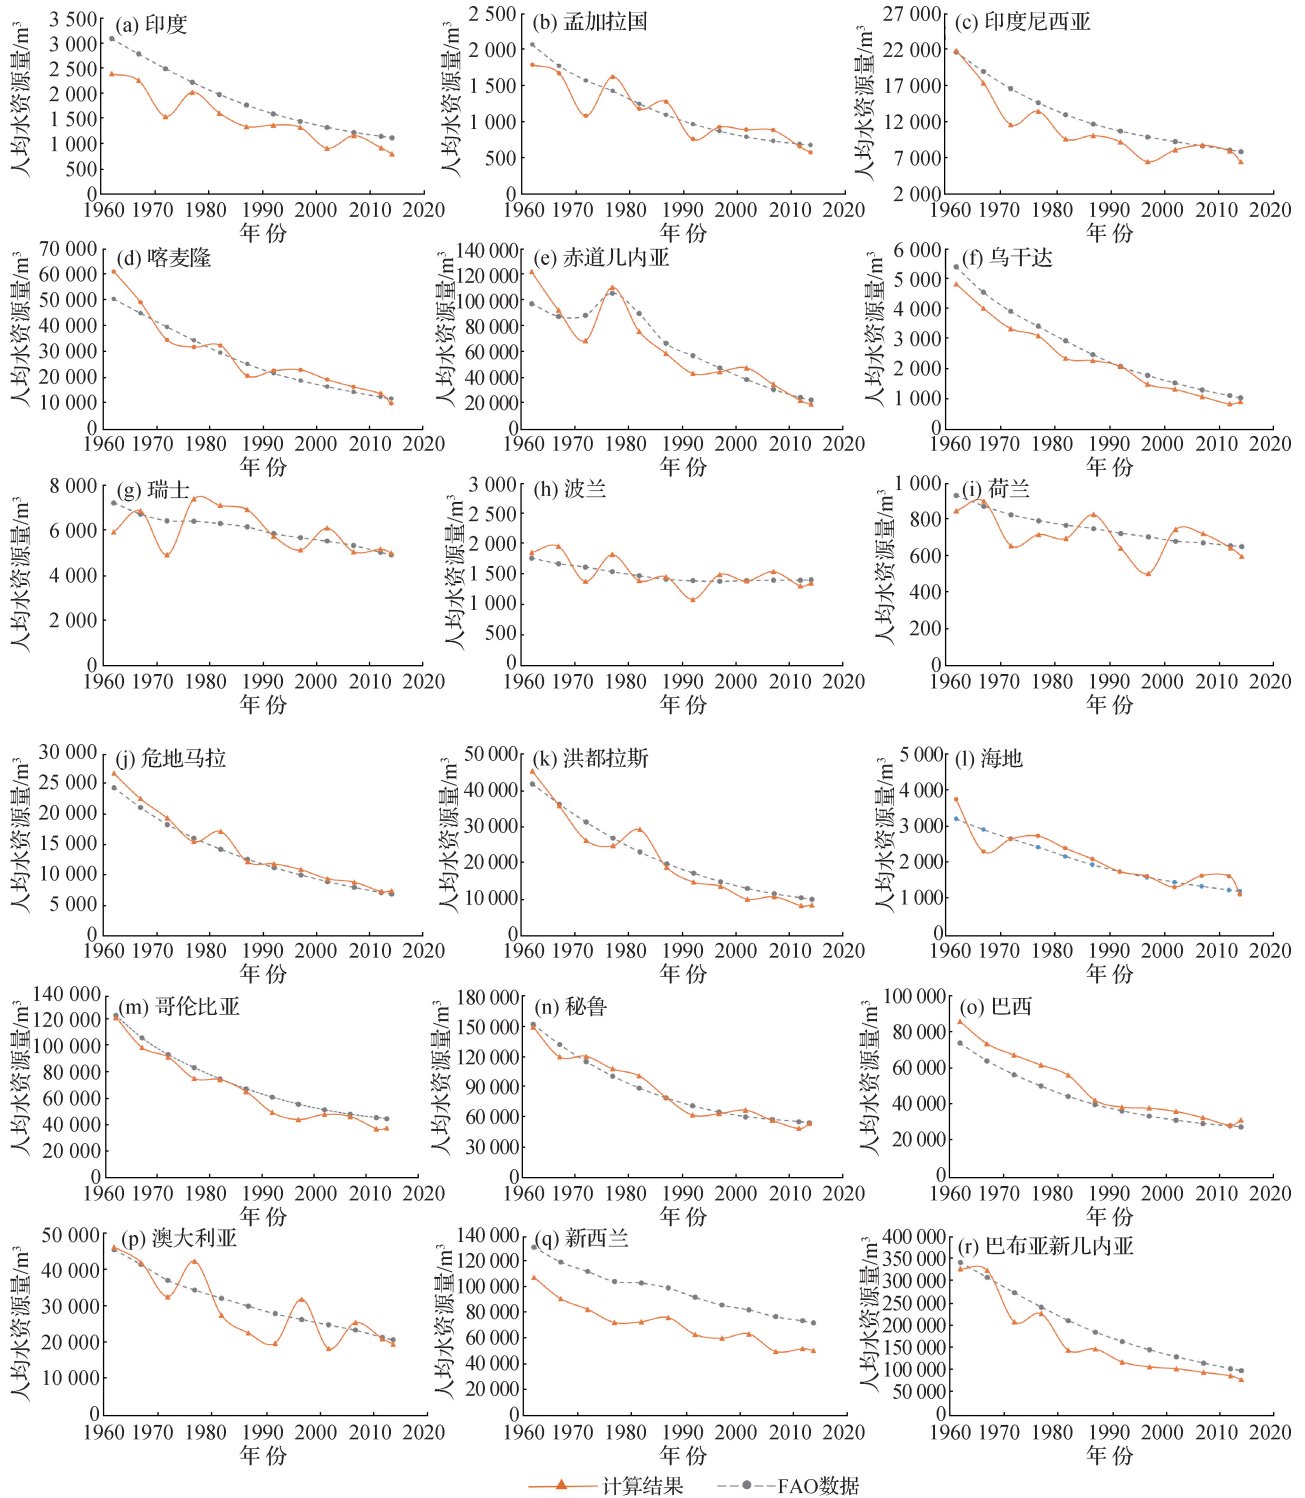 (a) 印度
人均水资源量/m³
3 500
3 000
2 500
2 000
1 500
1 000
500
0
1960 1970 1980 1990 2000 2010 2020
年 份
(b) 孟加拉国
人均水资源量/m³
2 500
2 000
1 500
1 000
500
0
1960 1970 1980 1990 2000 2010 2020
年 份
(c) 印度尼西亚
人均水资源量/m³
27 000
22 000
17 000
12 000
7 000
2 000
1960 1970 1980 1990 2000 2010 2020
年 份
(d) 喀麦隆
人均水资源量/m³
70 000
60 000
50 000
40 000
30 000
20 000
10 000
0
1960 1970 1980 1990 2000 2010 2020
年 份
(e) 赤道几内亚
人均水资源量/m³
140 000
120 000
100 000
80 000
60 000
40 000
20 000
0
1960 1970 1980 1990 2000 2010 2020
年 份
(f) 乌干达
人均水资源量/m³
6 000
5 000
4 000
3 000
2 000
1 000
0
1960 1970 1980 1990 2000 2010 2020
年 份
(g) 瑞士
人均水资源量/m³
8 000
6 000
4 000
2 000
0
1960 1970 1980 1990 2000 2010 2020
年 份
(h) 波兰
人均水资源量/m³
3 000
2 500
2 000
1 500
1 000
500
0
1960 1970 1980 1990 2000 2010 2020
年 份
(i) 荷兰
人均水资源量/m³
1 000
800
600
400
200
0
1960 1970 1980 1990 2000 2010 2020
年 份
(j) 危地马拉
人均水资源量/m³
30 000
25 000
20 000
15 000
10 000
5 000
0
1960 1970 1980 1990 2000 2010 2020
年 份
(k) 洪都拉斯
人均水资源量/m³
50 000
40 000
30 000
20 000
10 000
0
1960 1970 1980 1990 2000 2010 2020
年 份
(l) 海地
人均水资源量/m³
5 000
4 000
3 000
2 000
1 000
0
1960 1970 1980 1990 2000 2010 2020
年 份
(m) 哥伦比亚
人均水资源量/m³
140 000
120 000
100 000
80 000
60 000
40 000
20 000
0
1960 1970 1980 1990 2000 2010 2020
年 份
(n) 秘鲁
人均水资源量/m³
180 000
150 000
120 000
90 000
60 000
30 000
0
1960 1970 1980 1990 2000 2010 2020
年 份
(o) 巴西
人均水资源量/m³
100 000
80 000
60 000
40 000
20 000
0
1960 1970 1980 1990 2000 2010 2020
年 份
(p) 澳大利亚
人均水资源量/m³
50 000
40 000
30 000
20 000
10 000
0
1960 1970 1980 1990 2000 2010 2020
年 份
(q) 新西兰
人均水资源量/m³
140 000
120 000
100 000
80 000
60 000
40 000
20 000
0
1960 1970 1980 1990 2000 2010 2020
年 份
(r) 巴布亚新几内亚
人均水资源量/m³
400 000
350 000
300 000
250 000
200 000
150 000
100 000
50 000
0
1960 1970 1980 1990 2000 2010 2020
年 份
计算结果
FAO数据